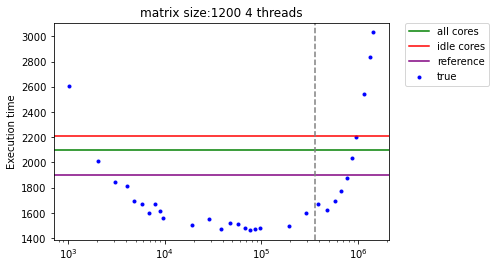 matrix size:1200 4 threads
Execution time
3000
2800
2600
2400
2200
2000
1800
1600
1400
10³
10⁴
10⁵
10⁶
all cores
idle cores
reference
true